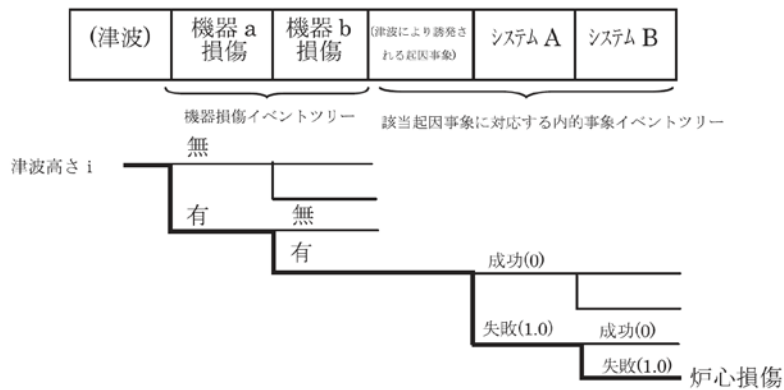 (津波)
機器 a
損傷
機器 b
損傷
(津波により誘発さ
れる起因事象)
システム A
システム B
機器損傷イベントツリー
該当起因事象に対応する内的事象イベントツリー
無
津波高さ i
有
無
有
成功(0)
失敗(1.0)
成功(0)
失敗(1.0)
炉心損傷